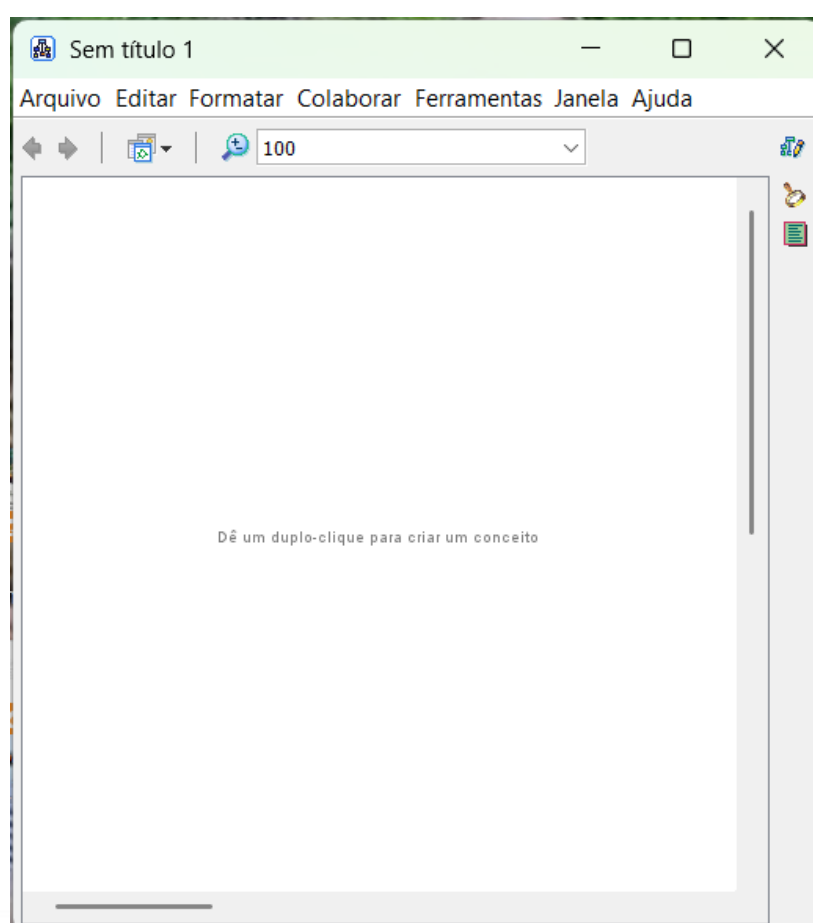 Sem título 1
Arquivo Editar Formatar Colaborar Ferramentas Janela Ajuda
100
Dê um duplo-clique para criar um conceito